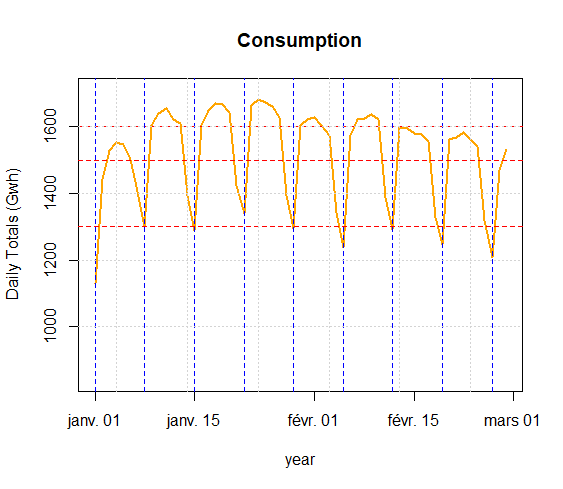 Consumption
Daily Totals (Gwh)
1600
1400
1200
1000
janv. 01 janv. 15 févr. 01 févr. 15 mars 01
year